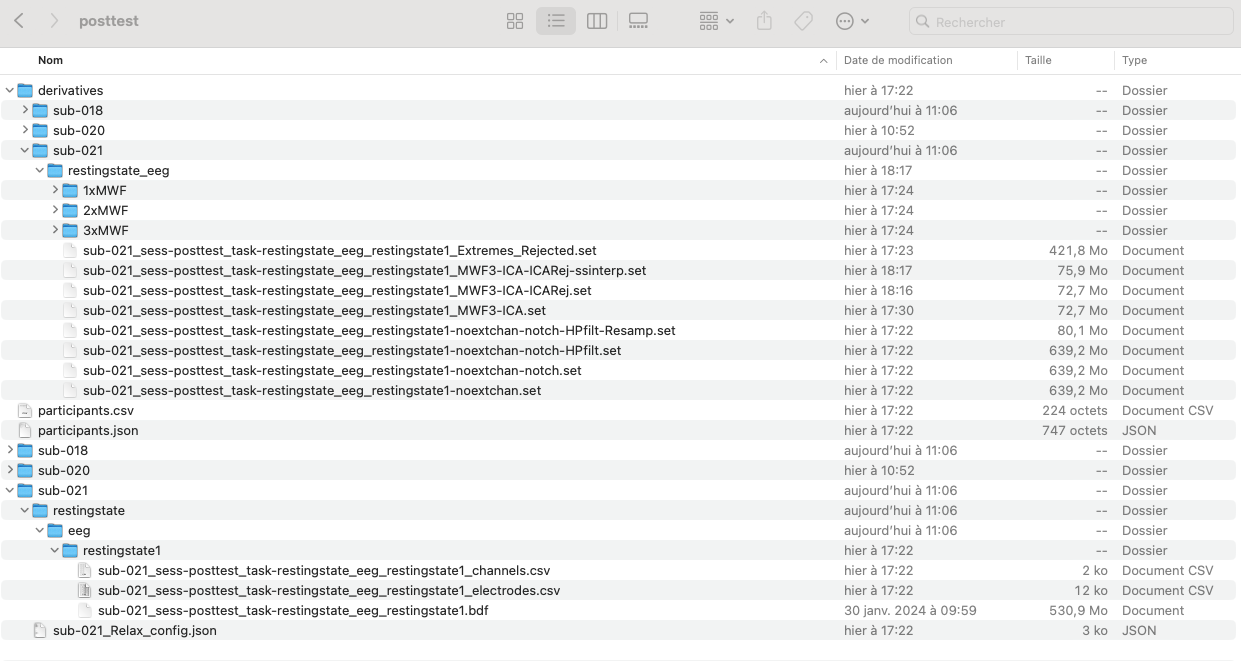 posttest
Rechercher
Nom Date de modification Taille Type
derivatives hier à 17:22 -- Dossier
sub-018 aujourd’hui à 11:06 -- Dossier
sub-020 hier à 10:52 -- Dossier
sub-021 aujourd’hui à 11:06 -- Dossier
restingstate_eeg hier à 18:17 -- Dossier
1xMWF hier à 17:24 -- Dossier
2xMWF hier à 17:24 -- Dossier
3xMWF hier à 17:24 -- Dossier
sub-021_sess-posttest_task-restingstate_eeg_restingstate1_Extremes_Rejected.set hier à 17:23 421,8 Mo Document
sub-021_sess-posttest_task-restingstate_eeg_restingstate1_MWF3-ICA-ICARej-ssinterp.set hier à 18:17 75,9 Mo Document
sub-021_sess-posttest_task-restingstate_eeg_restingstate1_MWF3-ICA-ICARej.set hier à 18:16 72,7 Mo Document
sub-021_sess-posttest_task-restingstate_eeg_restingstate1_MWF3-ICA.set hier à 17:30 72,7 Mo Document
sub-021_sess-posttest_task-restingstate_eeg_restingstate1-noextchan-notch-HPfilt-Resamp.set hier à 17:22 80,1 Mo Document
sub-021_sess-posttest_task-restingstate_eeg_restingstate1-noextchan-notch-HPfilt.set hier à 17:22 639,2 Mo Document
sub-021_sess-posttest_task-restingstate_eeg_restingstate1-noextchan-notch.set hier à 17:22 639,2 Mo Document
sub-021_sess-posttest_task-restingstate_eeg_restingstate1-noextchan.set hier à 17:22 639,2 Mo Document
participants.csv hier à 17:22 224 octets Document CSV
participants.json hier à 17:22 747 octets JSON
sub-018 aujourd’hui à 11:06 -- Dossier
sub-020 hier à 10:52 -- Dossier
sub-021 aujourd’hui à 11:06 -- Dossier
restingstate aujourd’hui à 11:06 -- Dossier
eeg aujourd’hui à 11:06 -- Dossier
restingstate1 hier à 17:22 -- Dossier
sub-021_sess-posttest_task-restingstate_eeg_restingstate1_channels.csv hier à 17:22 2 ko Document CSV
sub-021_sess-posttest_task-restingstate_eeg_restingstate1_electrodes.csv hier à 17:22 12 ko Document CSV
sub-021_sess-posttest_task-restingstate_eeg_restingstate1.bdf 30 janv. 2024 à 09:59 530,9 Mo Document
sub-021_Relax_config.json hier à 17:22 3 ko JSON